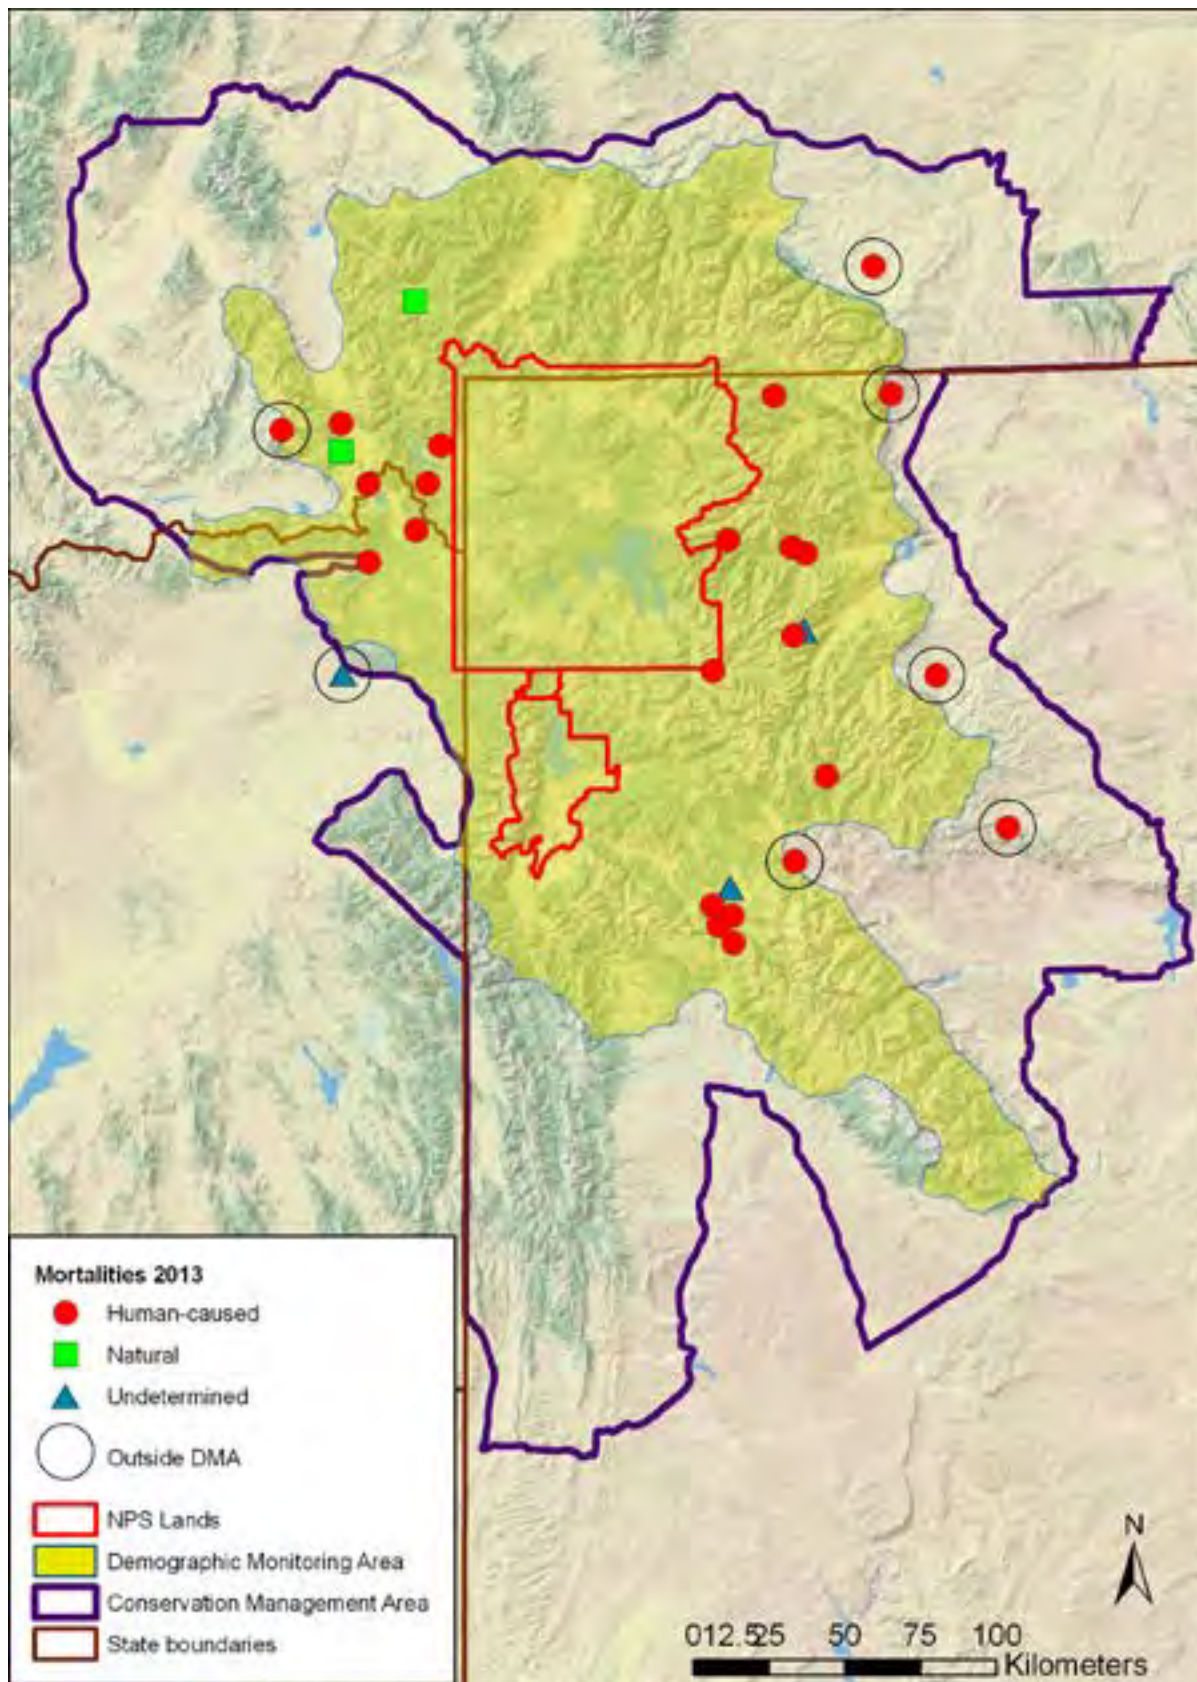 Mortalities 2013
Human-caused
Natural
Undetermined
Outside DMA
NPS Lands
Demographic Monitoring Area
Conservation Management Area
State boundaries
N
012.525 50 75 100
Kilometers